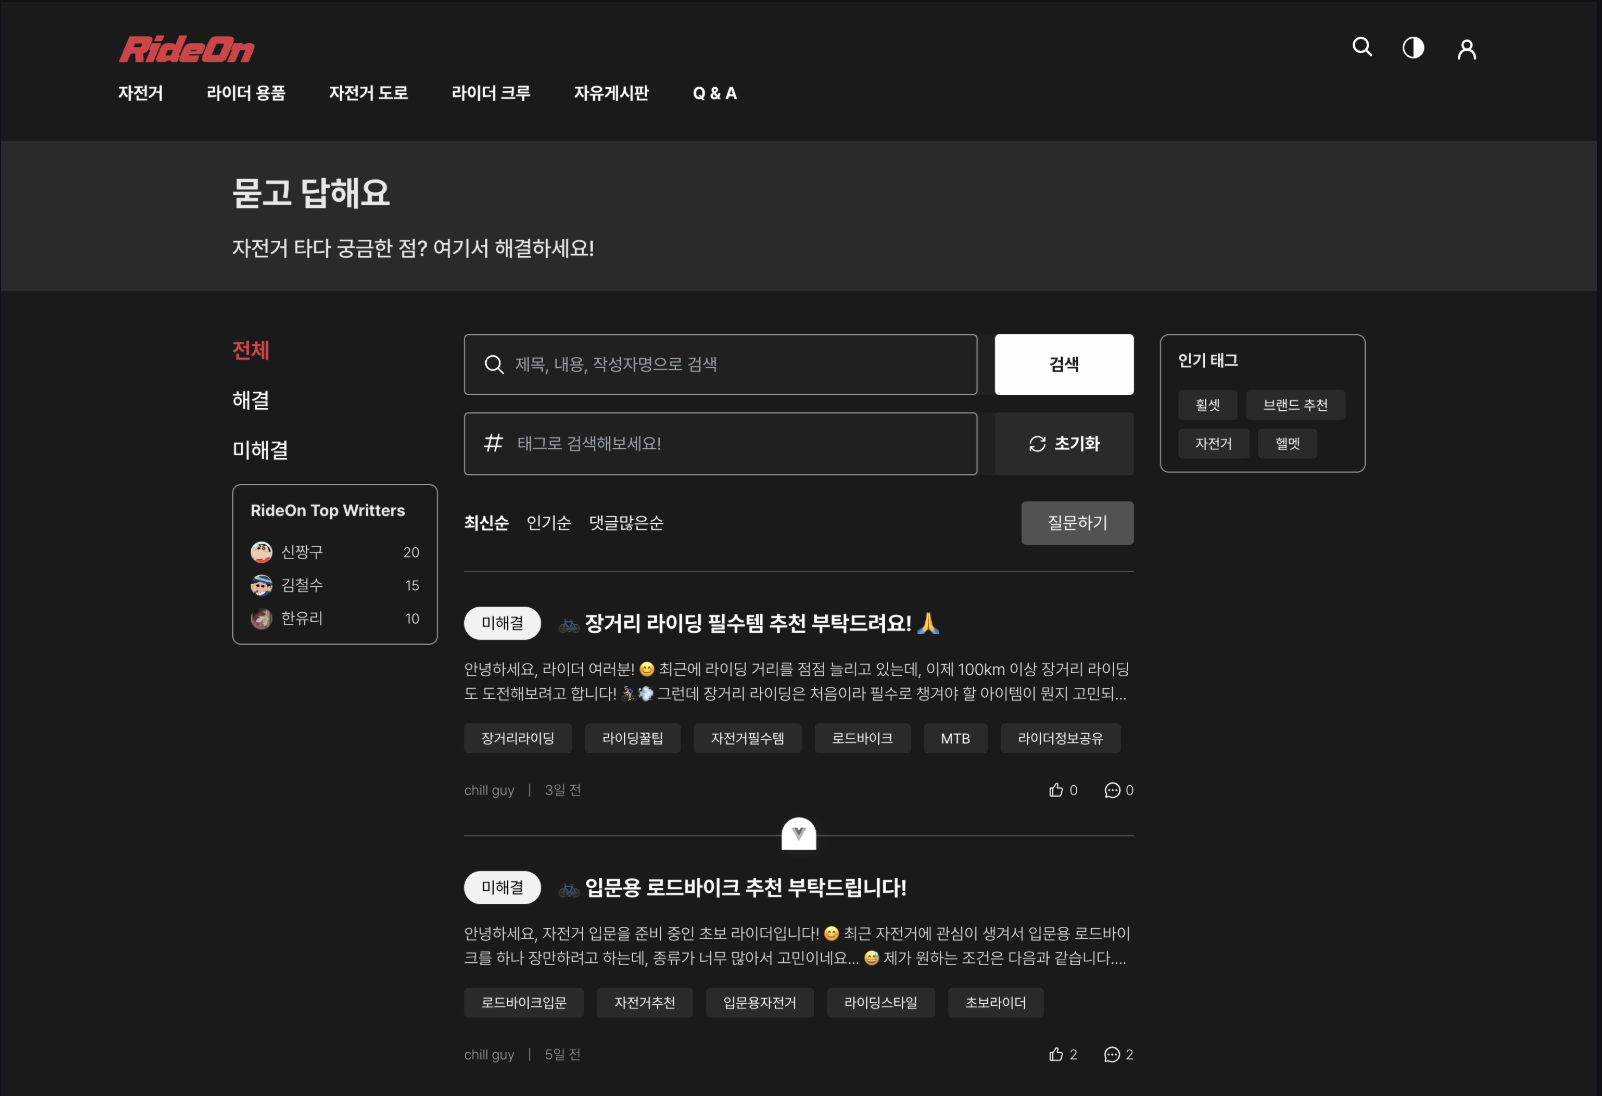 RideOn
자전거 라이더 용품 자전거 도로 라이더 크루 자유게시판 Q & A
묻고 답해요
자전거 타다 궁금한 점? 여기서 해결하세요!
전체
해결
미해결
RideOn Top Writters
신짱구 20
김철수 15
한유리 10
제목, 내용, 작성자명으로 검색
검색
태그로 검색해보세요!
초기화
최신순 인기순 댓글많은순
질문하기
미해결 🚲 장거리 라이딩 필수템 추천 부탁드려요! 🙏
안녕하세요, 라이더 여러분! 😊 최근에 라이딩 거리를 점점 늘리고 있는데, 이제 100km 이상 장거리 라이딩
도 도전해보려고 합니다! 🚴💨 그런데 장거리 라이딩은 처음이라 필수로 챙겨야 할 아이템이 뭔지 고민되...
장거리라이딩 라이딩꿀팁 자전거필수템 로드바이크 MTB 라이더정보공유
chill guy | 3일 전 0 0
미해결 🚲 입문용 로드바이크 추천 부탁드립니다!
안녕하세요, 자전거 입문을 준비 중인 초보 라이더입니다! 😊 최근 자전거에 관심이 생겨서 입문용 로드바이
크를 하나 장만하려고 하는데, 종류가 너무 많아서 고민이네요... 😅 제가 원하는 조건은 다음과 같습니다....
로드바이크입문 자전거추천 입문용자전거 라이딩스타일 초보라이더
chill guy | 5일 전 2 2
인기 태그
휠셋 브랜드 추천
자전거 헬멧